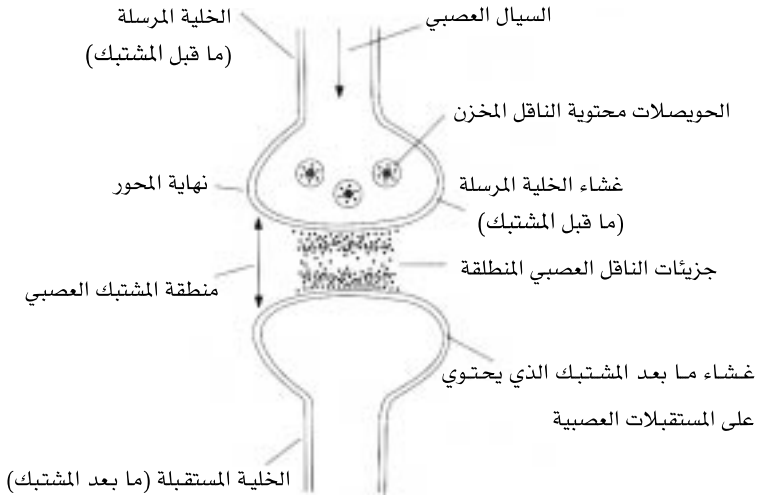 السيال العصبي
الخلية المرسلة
(ما قبل المشتبك)
الحويصلات محتوية الناقل المخزن
غشاء الخلية المرسلة
(ما قبل المشتبك)
نهاية المحور
جزيئات الناقل العصبي المنطلقة
منطقة المشتبك العصبي
غشاء ما بعد المشتبك الذي يحتوي
على المستقبلات العصبية
الخلية المستقبلة (ما بعد المشتبك)